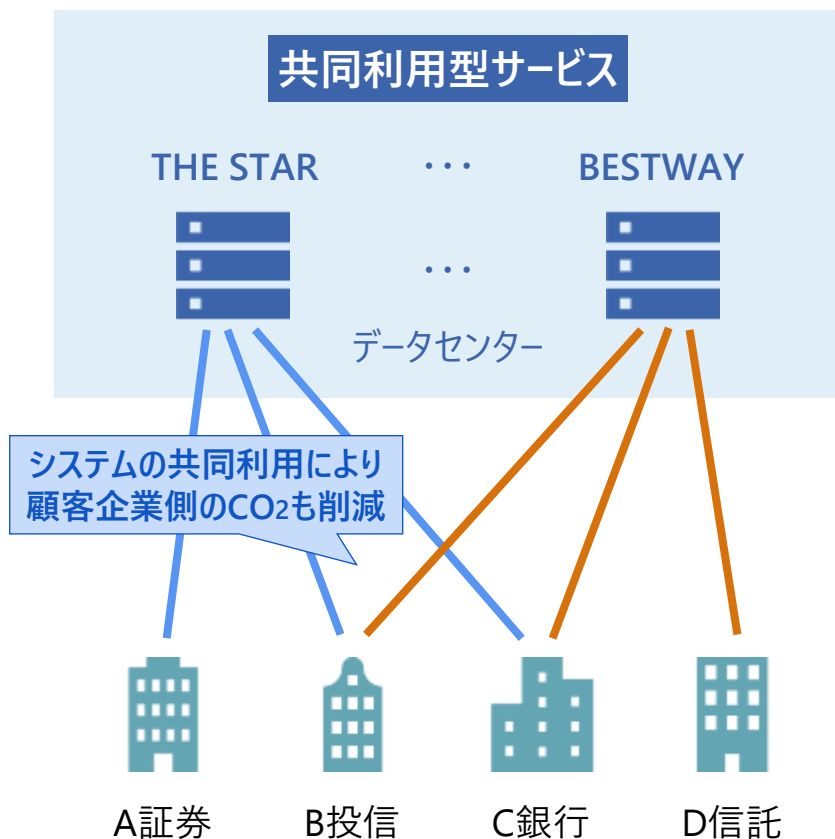 共同利用型サービス
THE STAR ・・・ BESTWAY
・・・
データセンター
システムの共同利用により
顧客企業側のCO₂も削減
A証券 B投信 C銀行 D信託